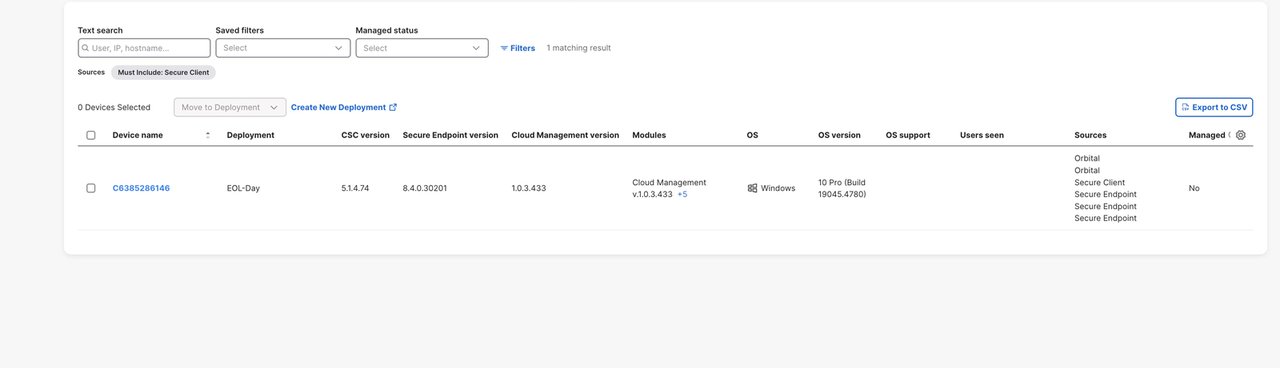 Text search
Saved filters
Managed status
User, IP, hostname...
Select
Select
Filters
1 matching result
Sources
Must Include: Secure Client
0 Devices Selected
Move to Deployment
Create New Deployment
Export to CSV
Device name Deployment CSC version Secure Endpoint version Cloud Management version Modules OS OS version OS support Users seen Sources Managed
C6385286146
EOL-Day
5.1.4.74
8.4.0.30201
1.0.3.433
Cloud Management
v.1.0.3.433 +5
Windows
10 Pro (Build
19045.4780)
Orbital
Orbital
Secure Client
Secure Endpoint
Secure Endpoint
Secure Endpoint
No